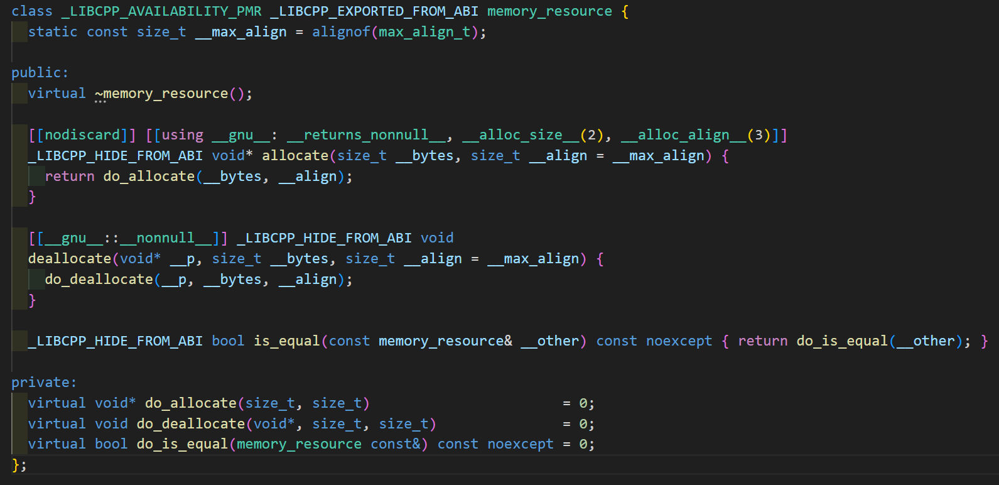 class _LIBCPP_AVAILABILITY_PMR _LIBCPP_EXPORTED_FROM_ABI memory_resource {
  static const size_t __max_align = alignof(max_align_t);

public:
  virtual ~memory_resource();

  [[nodiscard]] [[using __gnu__: __returns_nonnull__, __alloc_size__(2), __alloc_align__(3)]]
  _LIBCPP_HIDE_FROM_ABI void* allocate(size_t __bytes, size_t __align = __max_align) {
    return do_allocate(__bytes, __align);
  }

  [[__gnu__::__nonnull__]] _LIBCPP_HIDE_FROM_ABI void
  deallocate(void* __p, size_t __bytes, size_t __align = __max_align) {
    do_deallocate(__p, __bytes, __align);
  }

  _LIBCPP_HIDE_FROM_ABI bool is_equal(const memory_resource& __other) const noexcept { return do_is_equal(__other); }

private:
  virtual void* do_allocate(size_t, size_t)                       = 0;
  virtual void do_deallocate(void*, size_t, size_t)               = 0;
  virtual bool do_is_equal(memory_resource const&) const noexcept = 0;
};